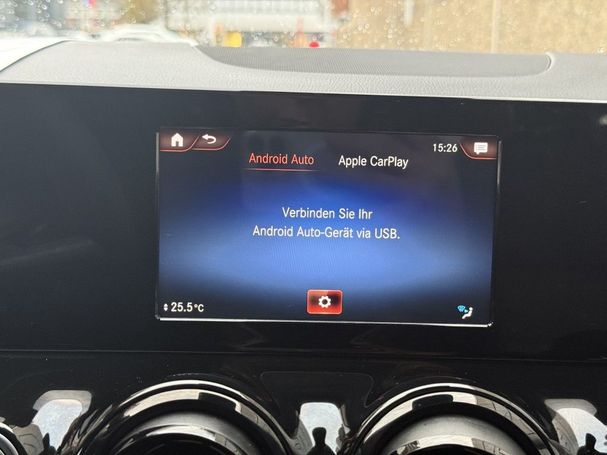 15:26
Android Auto Apple CarPlay
Verbinden Sie Ihr
Android Auto-Gerät via USB.
25.5°C